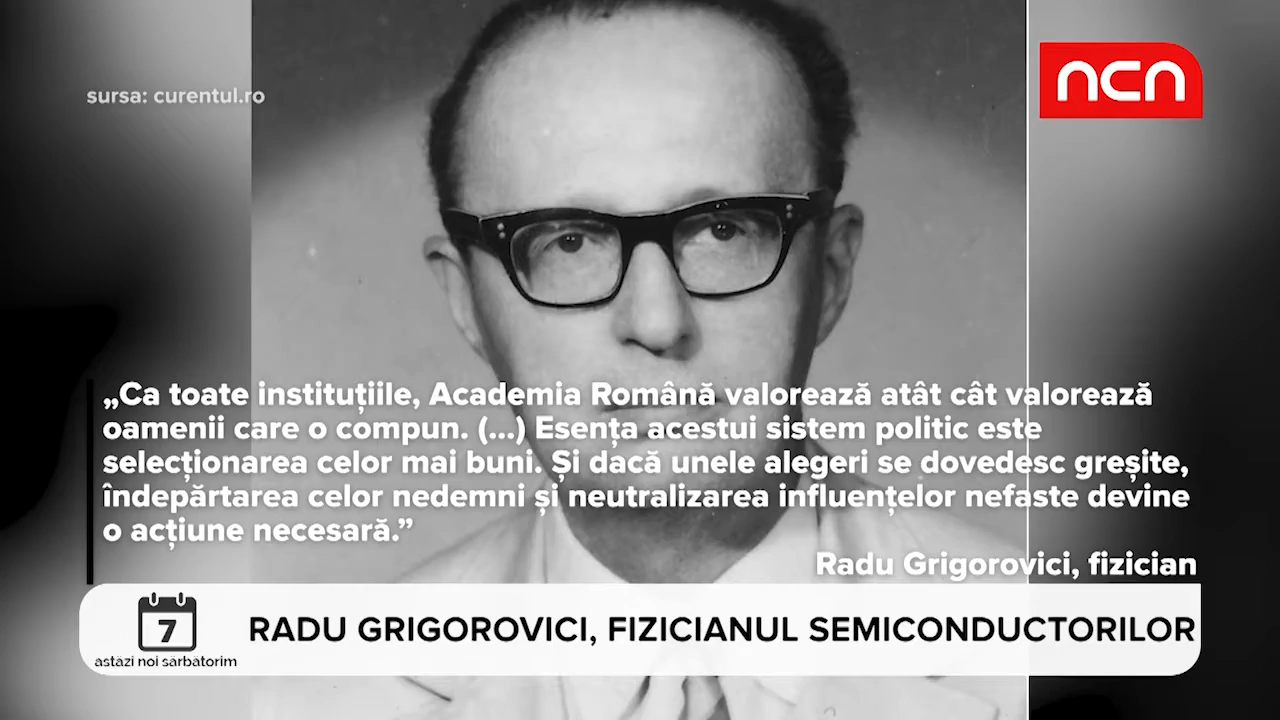 sursa: curentul.ro
ncn
„Ca toate instituțiile, Academia Română valorează atât cât valorează
oamenii care o compun. (...) Esența acestui sistem politic este
selecționarea celor mai buni. Și dacă unele alegeri se dovedesc greșite,
îndepărtarea celor nedemni și neutralizarea influențelor nefaste devine
o acțiune necesară.”
Radu Grigorovici, fizician
7
astăzi noi sărbătorim
RADU GRIGOROVICI, FIZICIANUL SEMICONDUCTORILOR